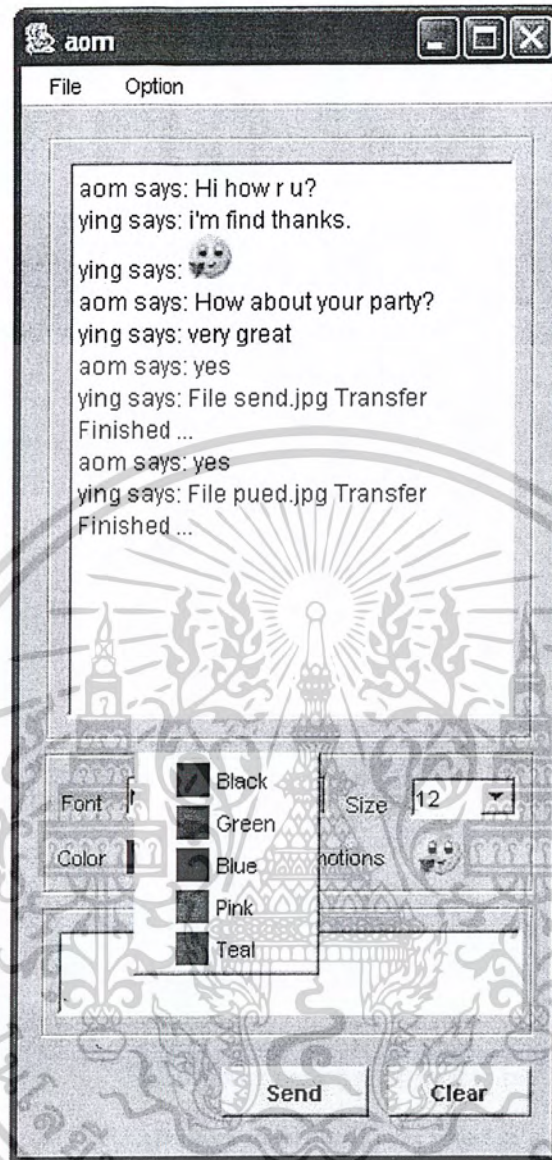 aom
File Option
aom says: Hi how r u?
ying says: i'm find thanks.
ying says:
aom says: How about your party?
ying says: very great
aom says: yes
ying says: File send.jpg Transfer
Finished ...
aom says: yes
ying says: File pued.jpg Transfer
Finished ...
Font Size 12
Black
Green
Color Blue notions
Pink
Teal
Send Clear